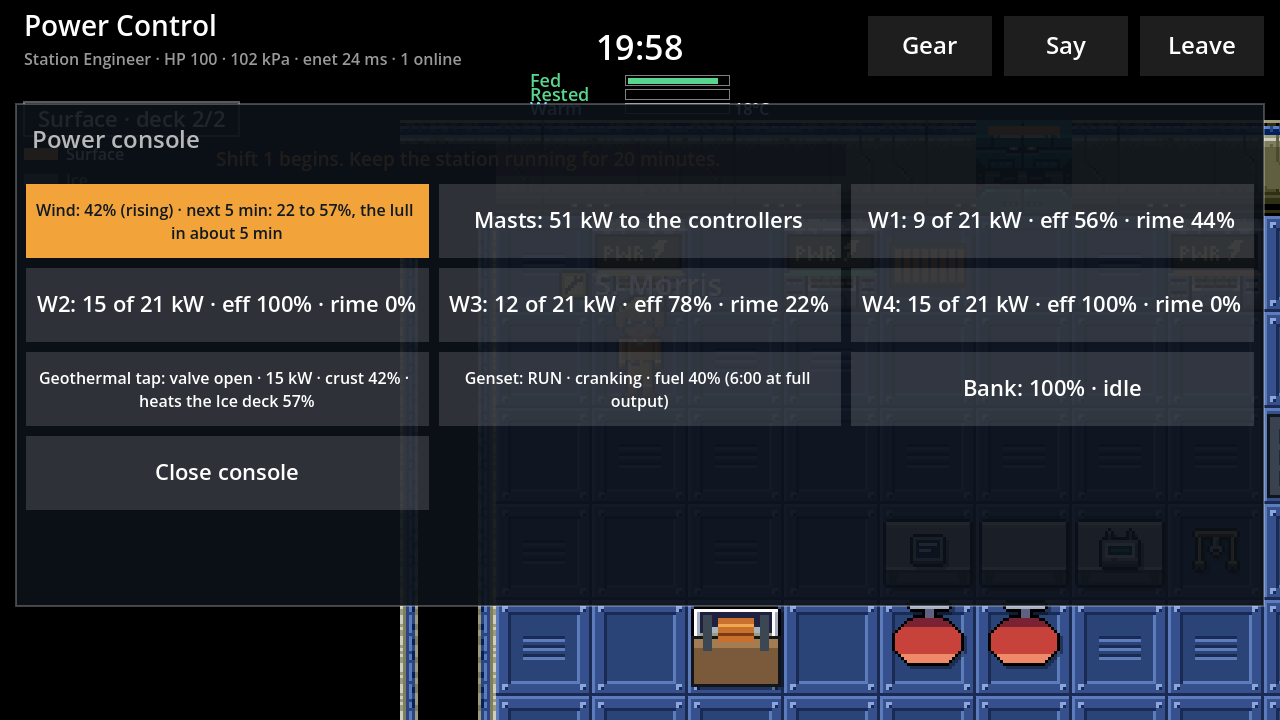 Power Control
Station Engineer · HP 100 · 102 kPa · enet 24 ms · 1 online
19:58
Gear
Say
Leave
Fed
Rested
Warm
18°C
Surface · deck 2/2
Power console
Surface
Shift 1 begins. Keep the station running for 20 minutes.
Ice
Wind: 42% (rising) · next 5 min: 22 to 57%, the lull
in about 5 min
Masts: 51 kW to the controllers
W1: 9 of 21 kW · eff 56% · rime 44%
PWR
PWR
PWR
W2: 15 of 21 kW · eff 100% · rime 0%
W3: 12 of 21 kW · eff 78% · rime 22%
W4: 15 of 21 kW · eff 100% · rime 0%
Geothermal tap: valve open · 15 kW · crust 42% ·
heats the Ice deck 57%
Genset: RUN · cranking · fuel 40% (6:00 at full
output)
Bank: 100% · idle
Close console